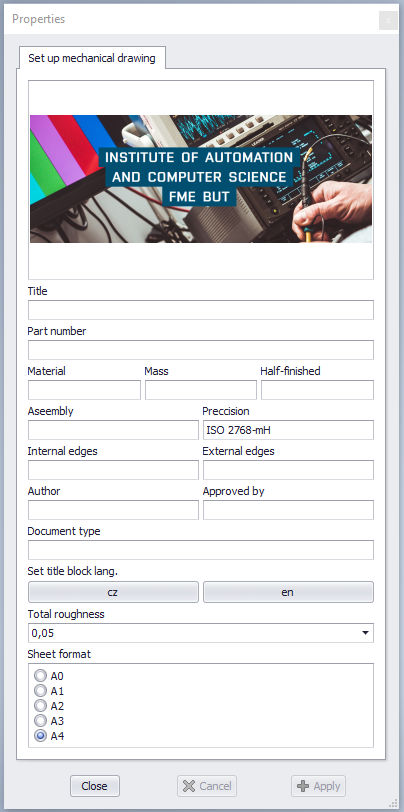 Properties
Set up mechanical drawing
INSTITUTE OF AUTOMATION
AND COMPUTER SCIENCE
FME BUT
Title
Part number
Material Mass Half-finished
Aseembly Preccision
ISO 2768-mH
Internal edges External edges
Author Approved by
Document type
Set title block lang.
cz en
Total roughness
0,05
Sheet format
A0
A1
A2
A3
A4
Close Cancel Apply